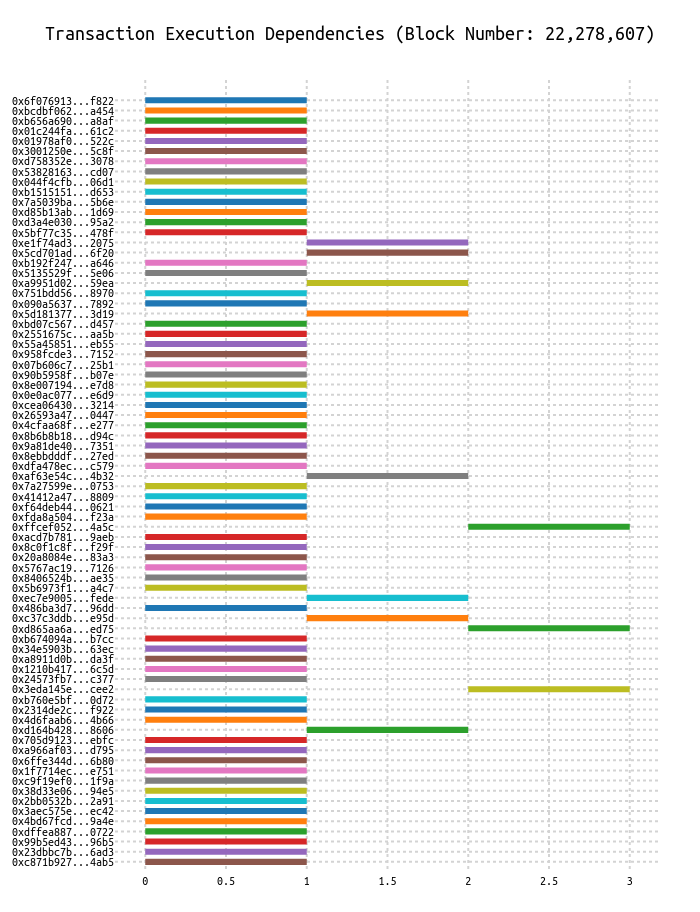 Transaction Execution Dependencies (Block Number: 22,278,607)
0x6f076913...f822
0xbcdbf062...a454
0xb656a690...a8af
0x01c244fa...61c2
0x01978af0...522c
0x3001250e...5c8f
0xd758352e...3078
0x53828163...cd07
0x044f4cfb...06d1
0xb1515151...d653
0x7a5039ba...5b6e
0xd85b13ab...1d69
0xd3a4e030...95a2
0x5bf77c35...478f
0xe1f74ad3...2075
0x5cd701ad...6f20
0xb192f247...a646
0x5135529f...5e06
0xa9951d02...59ea
0x751bdd56...8970
0x090a5637...7892
0x5d181377...3d19
0xbd07c567...d457
0x2551675c...aa5b
0x55a45851...eb55
0x958fcde3...7152
0x07b606c7...25b1
0x90b5958f...b07e
0x8e007194...e7d8
0x0e0ac077...e6d9
0xcea06430...3214
0x26593a47...0447
0x4cfaa68f...e277
0x8b6b8b18...d94c
0x9a81de40...7351
0x8ebbdddf...27ed
0xdfa478ec...c579
0xaf63e54c...4b32
0x7a27599e...0753
0x41412a47...8809
0xf64deb44...0621
0xfda8a504...f23a
0xffcef052...4a5c
0xacd7b781...9aeb
0x8c0f1c8f...f29f
0x20a8084e...83a3
0x5767ac19...7126
0x8406524b...ae35
0x5b6973f1...a4c7
0xec7e9005...fede
0x486ba3d7...96dd
0xc37c3ddb...e95d
0xd865aa6a...ed75
0xb674094a...b7cc
0x34e5903b...63ec
0xa8911d0b...da3f
0x1210b417...6c5d
0x24573fb7...c377
0x3eda145e...cee2
0xb760e5bf...0d72
0x2314de2c...f922
0x4d6faab6...4b66
0xd164b428...8606
0x705d9123...ebfc
0xa966af03...d795
0x6ffe344d...6b80
0x1f7714ec...e751
0xc9f19ef0...1f9a
0x38d33e06...94e5
0x2bb0532b...2a91
0x3aec575e...ec42
0x4bd67fcd...9a4e
0xdffea887...0722
0x99b5ed43...96b5
0x23dbbc7b...6ad3
0xc871b927...4ab5
0 0.5 1 1.5 2 2.5 3